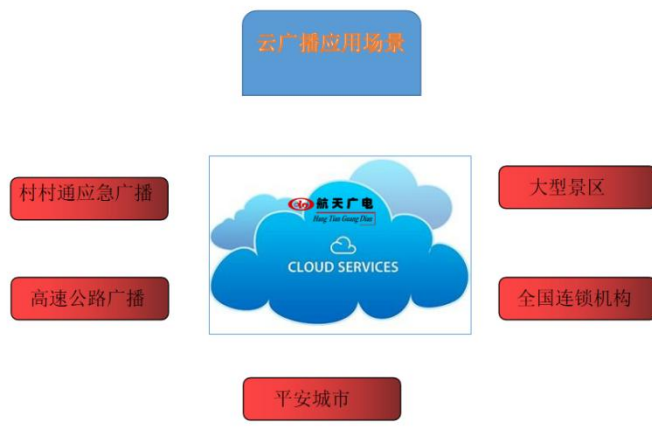 云广播应用场景
村村通应急广播
大型景区
航天广电
Hang Tian Guang Dian
CLOUD SERVICES
高速公路广播
全国连锁机构
平安城市